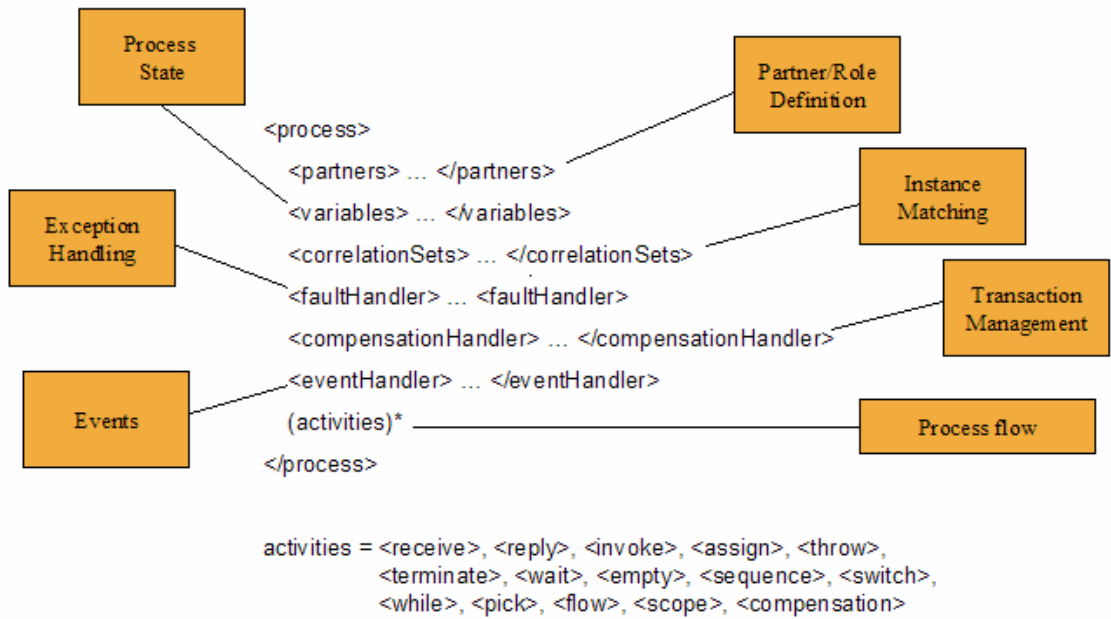 Process
State
Partner/Role
Definition
<process>
<partners> ... </partners>
Instance
Matching
<variables> ... </variables>
Exception
Handling
<correlationSets> ... </correlationSets>
<faultHandler> ... <faultHandler>
Transaction
Management
<compensationHandler> ... </compensationHandler>
<eventHandler> ... </eventHandler>
Events
(activities)*
Process flow
</process>
activities = <receive>, <reply>, <invoke>, <assign>, <throw>,
<terminate>, <wait>, <empty>, <sequence>, <switch>,
<while>, <pick>, <flow>, <scope>, <compensation>